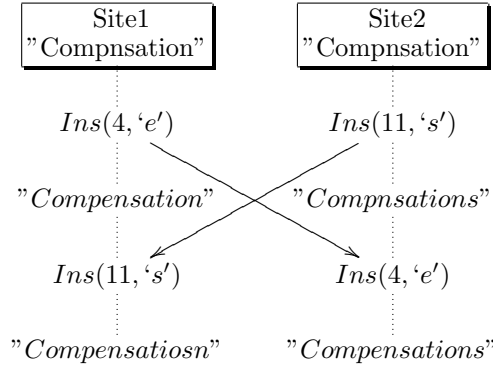 Site1
"Compnsation"
Site2
"Compnsation"
Ins(4, ‘e′)
Ins(11, ‘s′)
"Compensation"
"Compnsations"
Ins(11, ‘s′)
Ins(4, ‘e′)
"Compensatiosn"
"Compensations"